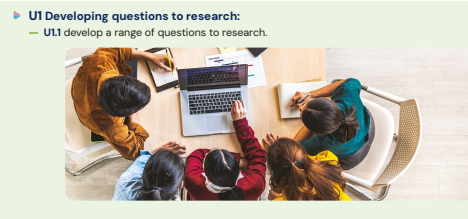 U1 Developing questions to research:
— U1.1 develop a range of questions to research.